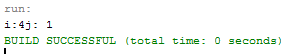 run:
i:4j: 1
BUILD SUCCESSFUL (total time: 0 seconds)